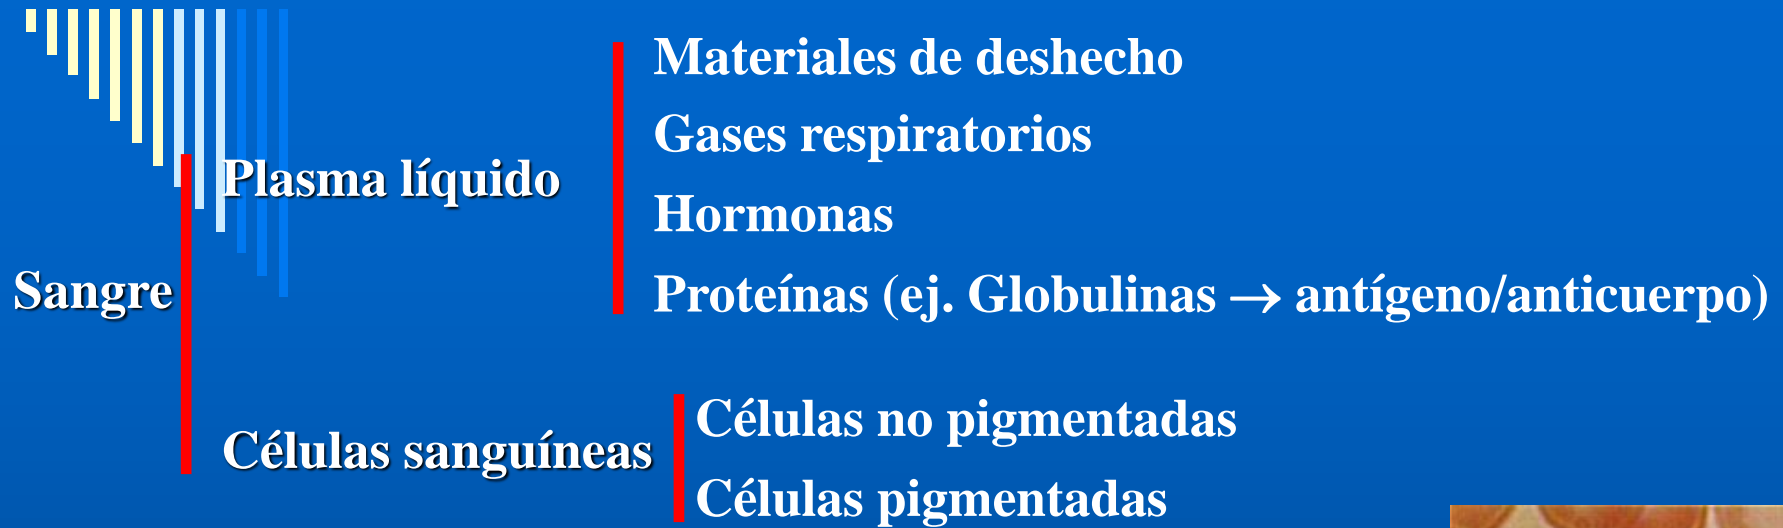 Materiales de deshecho
Gases respiratorios
Plasma líquido
Hormonas
Sangre
Proteínas (ej. Globulinas → antígeno/anticuerpo)
Células no pigmentadas
Células sanguíneas
Células pigmentadas